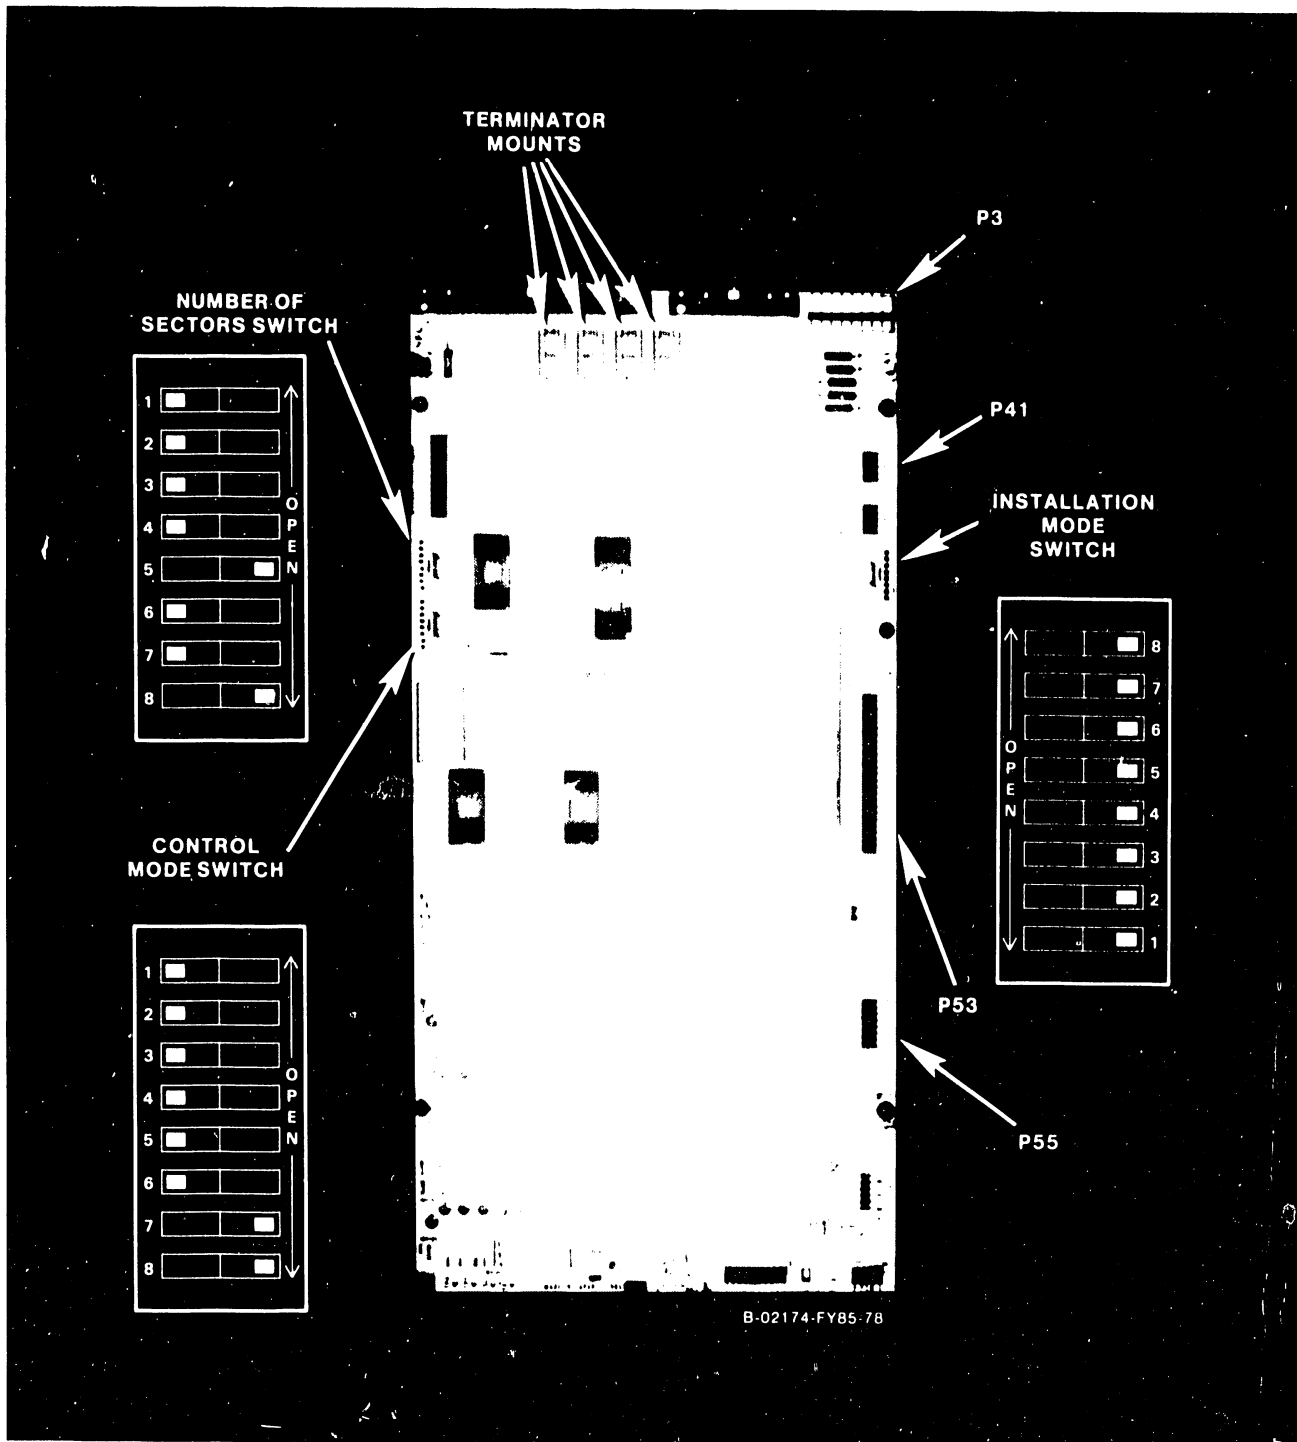 TERMINATOR
MOUNTS
P3
NUMBER OF
SECTORS SWITCH
1
2
3
4
5
6
7
8
OPEN
P41
INSTALLATION
MODE
SWITCH
8
7
6
5
4
3
2
1
OPEN
CONTROL
MODE SWITCH
1
2
3
4
5
6
7
8
OPEN
P53
P55
B-02174-FY85-78